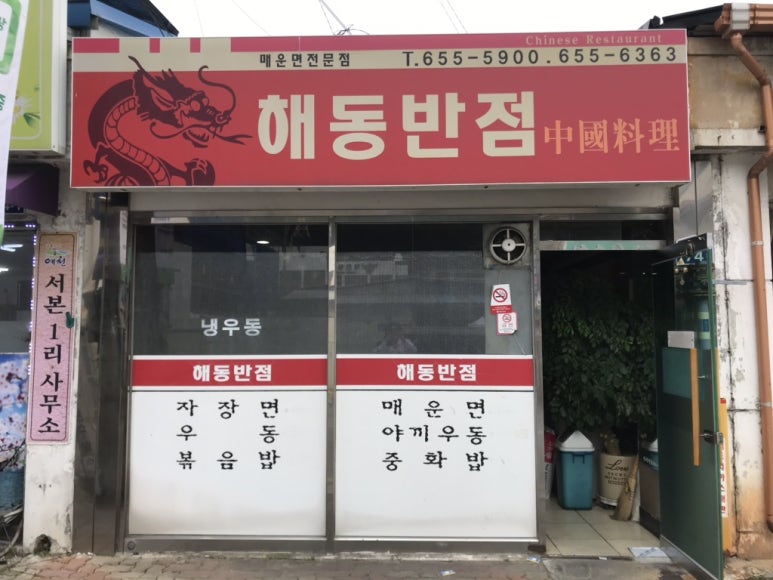 Chinese Restaurant
매운면전문점 T.655-5900.655-6363
해동반점 中國料理
예천
서본1리사무소
냉우동
해동반점
자장면
우동
볶음밥
해동반점
매운면
야끼우동
중화밥
Love